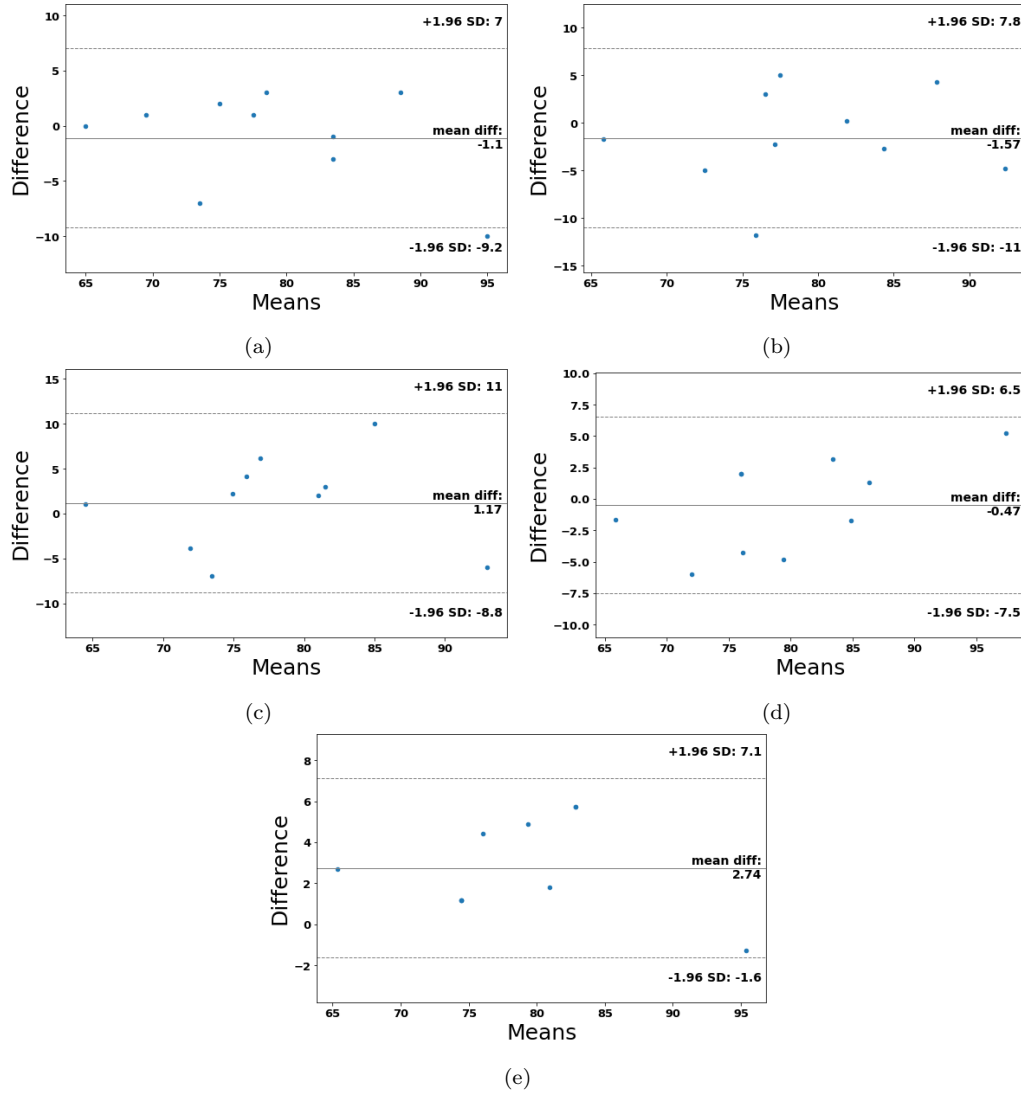 +1.96 SD: 7
mean diff:
-1.1
-1.96 SD: -9.2
Difference
10
5
0
−5
−10
65 70 75 80 85 90 95
Means
(a)
+1.96 SD: 7.8
mean diff:
-1.57
-1.96 SD: -11
Difference
10
5
0
−5
−10
−15
65 70 75 80 85 90
Means
(b)
+1.96 SD: 11
mean diff:
1.17
-1.96 SD: -8.8
Difference
15
10
5
0
−5
−10
65 70 75 80 85 90
Means
(c)
+1.96 SD: 6.5
mean diff:
-0.47
-1.96 SD: -7.5
Difference
10.0
7.5
5.0
2.5
0.0
−2.5
−5.0
−7.5
−10.0
65 70 75 80 85 90 95
Means
(d)
+1.96 SD: 7.1
mean diff:
2.74
-1.96 SD: -1.6
Difference
8
6
4
2
0
−2
65 70 75 80 85 90 95
Means
(e)